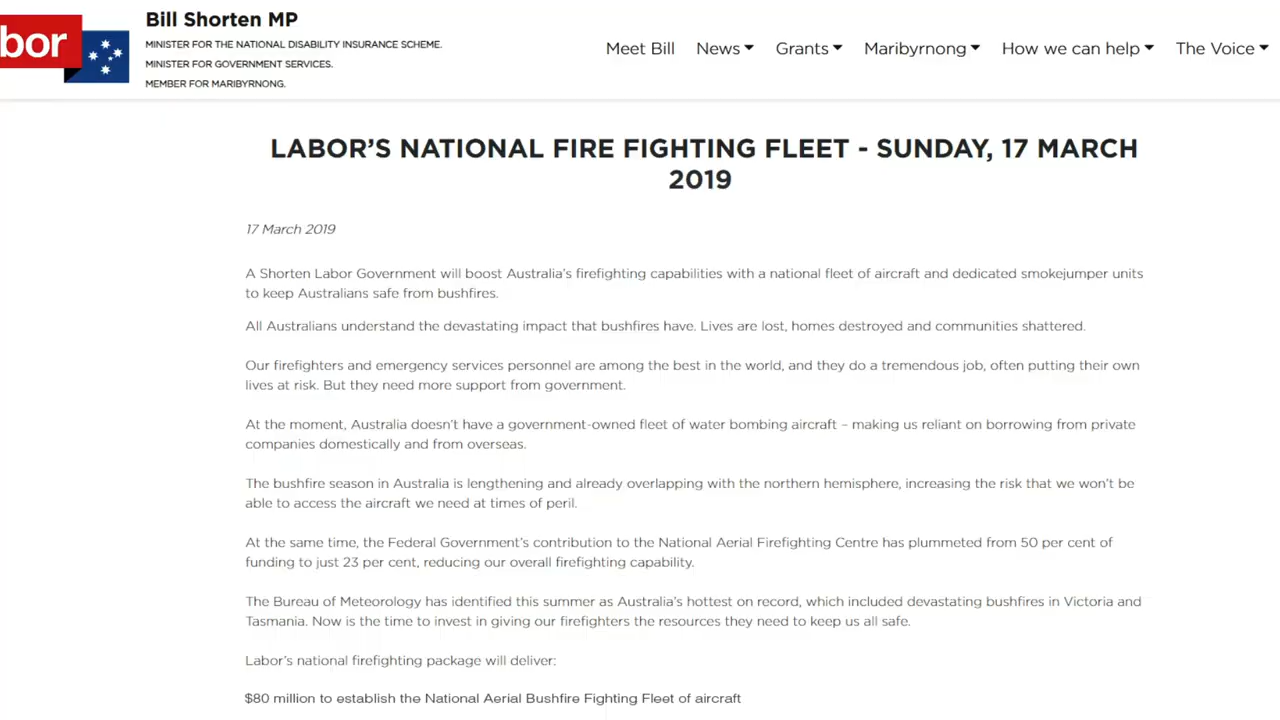 bor
Bill Shorten MP
MINISTER FOR THE NATIONAL DISABILITY INSURANCE SCHEME.
MINISTER FOR GOVERNMENT SERVICES.
MEMBER FOR MARIBYRNONG.
Meet Bill News Grants Maribyrnong How we can help The Voice
LABOR'S NATIONAL FIRE FIGHTING FLEET - SUNDAY, 17 MARCH
2019
17 March 2019
A Shorten Labor Government will boost Australia's firefighting capabilities with a national fleet of aircraft and dedicated smokejumper units
to keep Australians safe from bushfires.
All Australians understand the devastating impact that bushfires have. Lives are lost, homes destroyed and communities shattered.
Our firefighters and emergency services personnel are among the best in the world, and they do a tremendous job, often putting their own
lives at risk. But they need more support from government.
At the moment, Australia doesn't have a government-owned fleet of water bombing aircraft – making us reliant on borrowing from private
companies domestically and from overseas.
The bushfire season in Australia is lengthening and already overlapping with the northern hemisphere, increasing the risk that we won't be
able to access the aircraft we need at times of peril.
At the same time, the Federal Government's contribution to the National Aerial Firefighting Centre has plummeted from 50 per cent of
funding to just 23 per cent, reducing our overall firefighting capability.
The Bureau of Meteorology has identified this summer as Australia's hottest on record, which included devastating bushfires in Victoria and
Tasmania. Now is the time to invest in giving our firefighters the resources they need to keep us all safe.
Labor's national firefighting package will deliver:
$80 million to establish the National Aerial Bushfire Fighting Fleet of aircraft